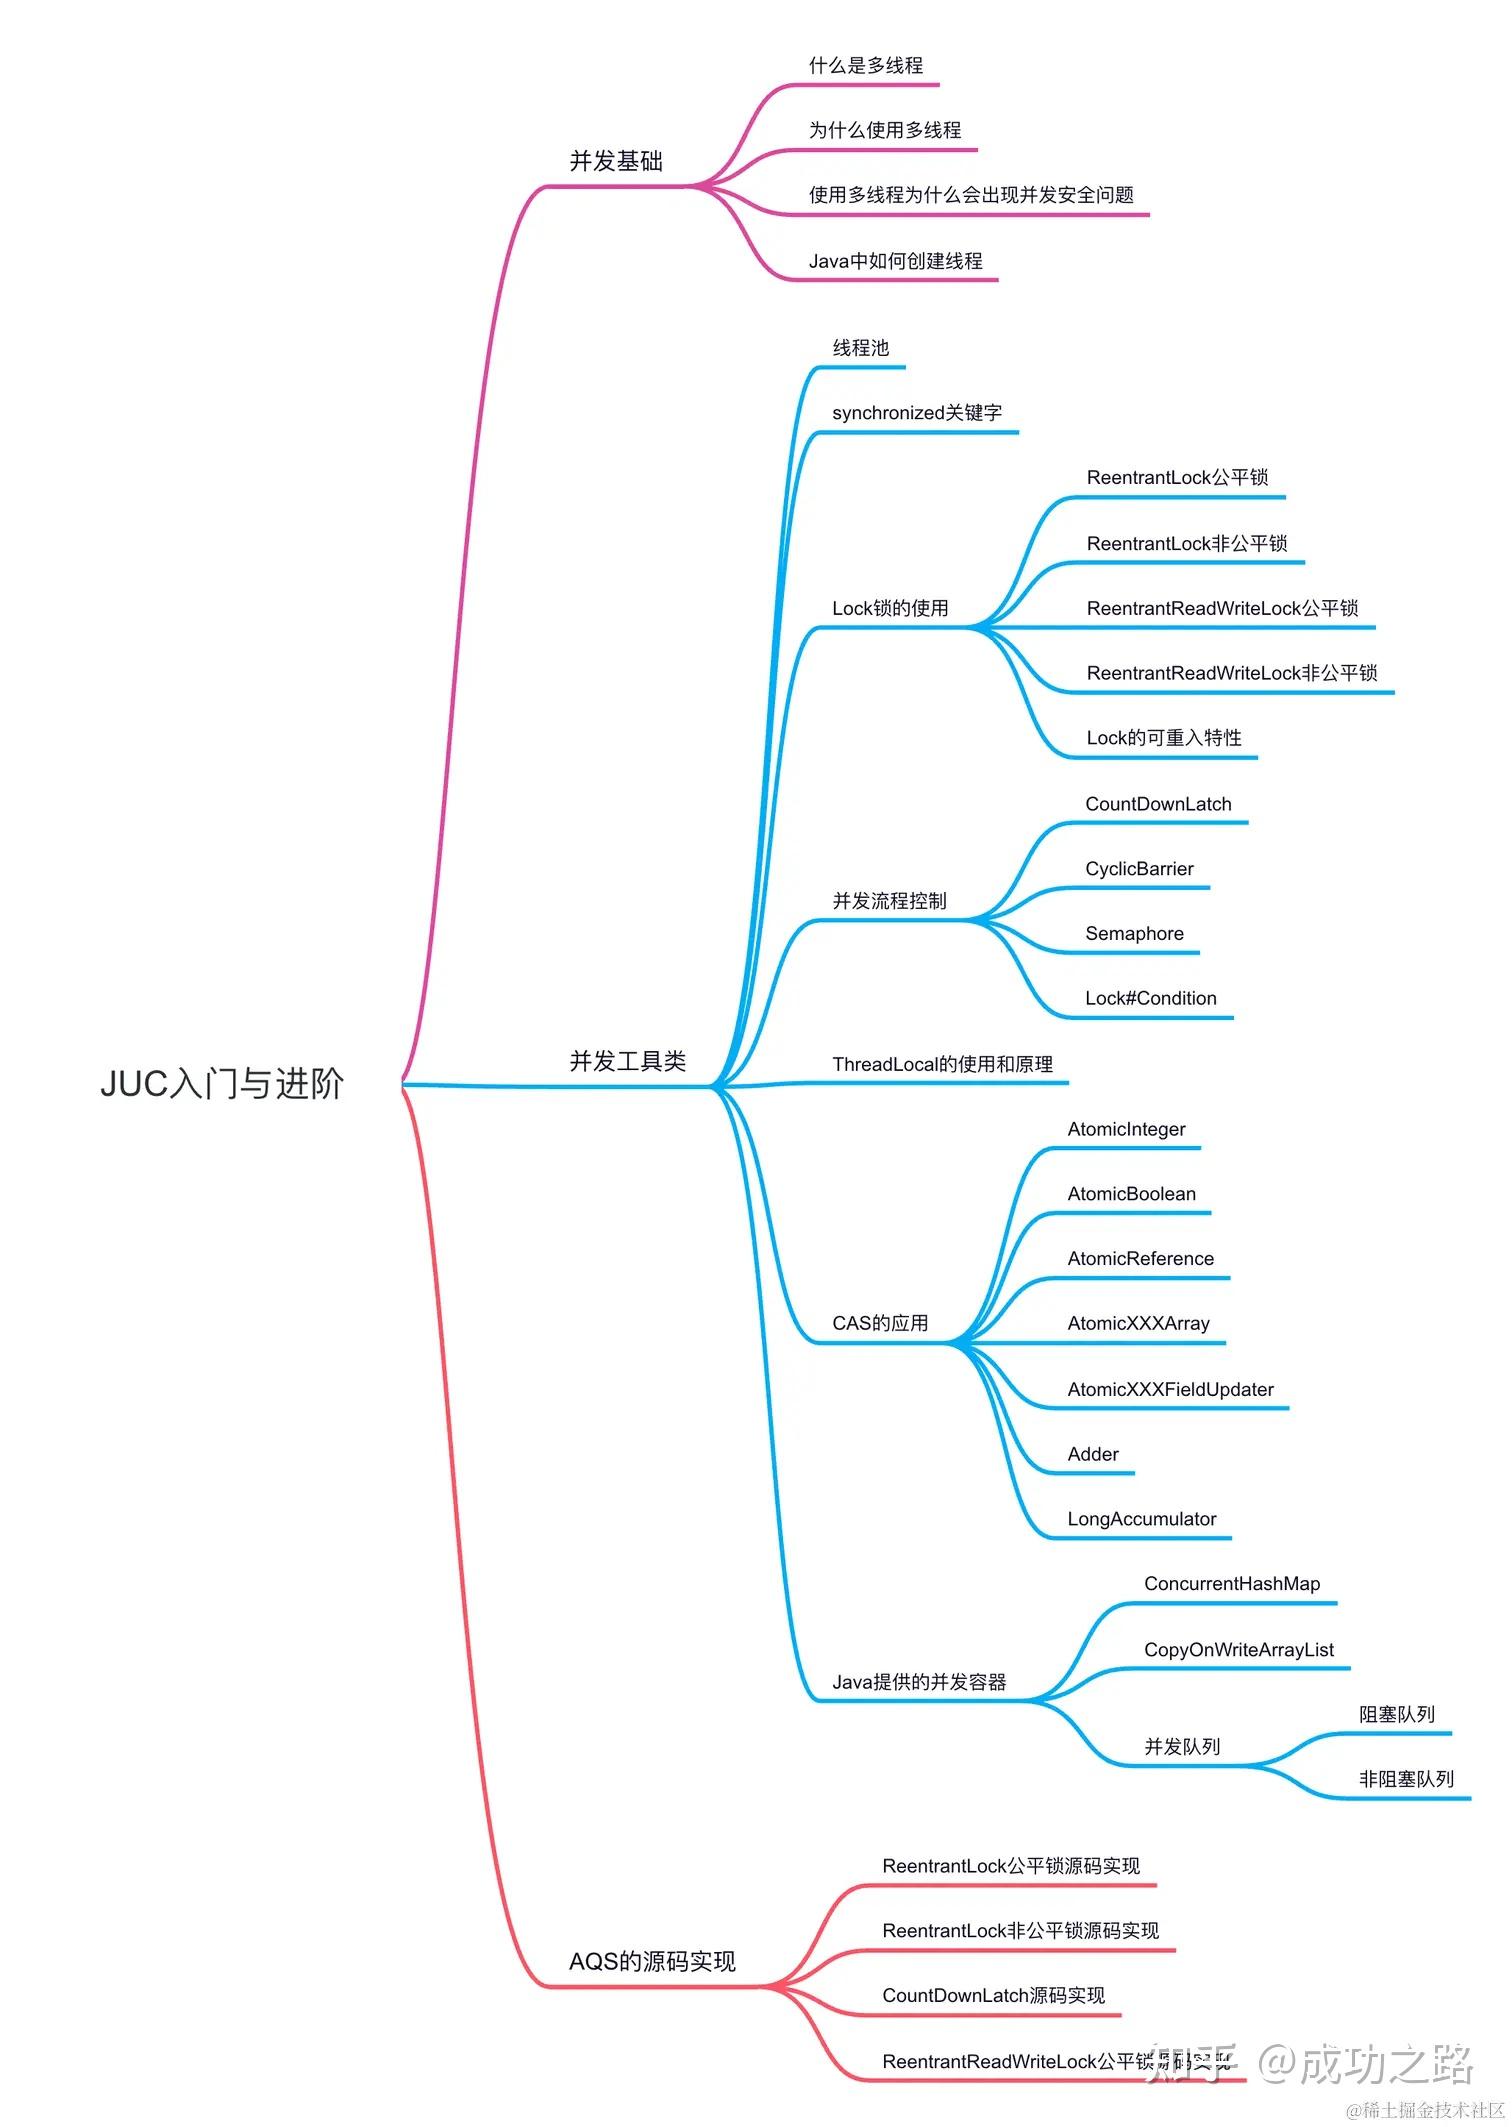 什么是多线程
为什么使用多线程
并发基础
使用多线程为什么会出现并发安全问题
Java中如何创建线程
线程池
synchronized关键字
ReentrantLock公平锁
ReentrantLock非公平锁
Lock锁的使用
ReentrantReadWriteLock公平锁
ReentrantReadWriteLock非公平锁
Lock的可重入特性
CountDownLatch
CyclicBarrier
并发流程控制
Semaphore
Lock#Condition
JUC入门与进阶
并发工具类
ThreadLocal的使用和原理
AtomicInteger
AtomicBoolean
AtomicReference
CAS的应用
AtomicXXXArray
AtomicXXXFieldUpdater
Adder
LongAccumulator
ConcurrentHashMap
CopyOnWriteArrayList
Java提供的并发容器
并发队列
阻塞队列
非阻塞队列
ReentrantLock公平锁源码实现
ReentrantLock非公平锁源码实现
AQS的源码实现
CountDownLatch源码实现
ReentrantReadWriteLock公平锁源码实现
知乎 @成功之路
@稀土掘金技术社区